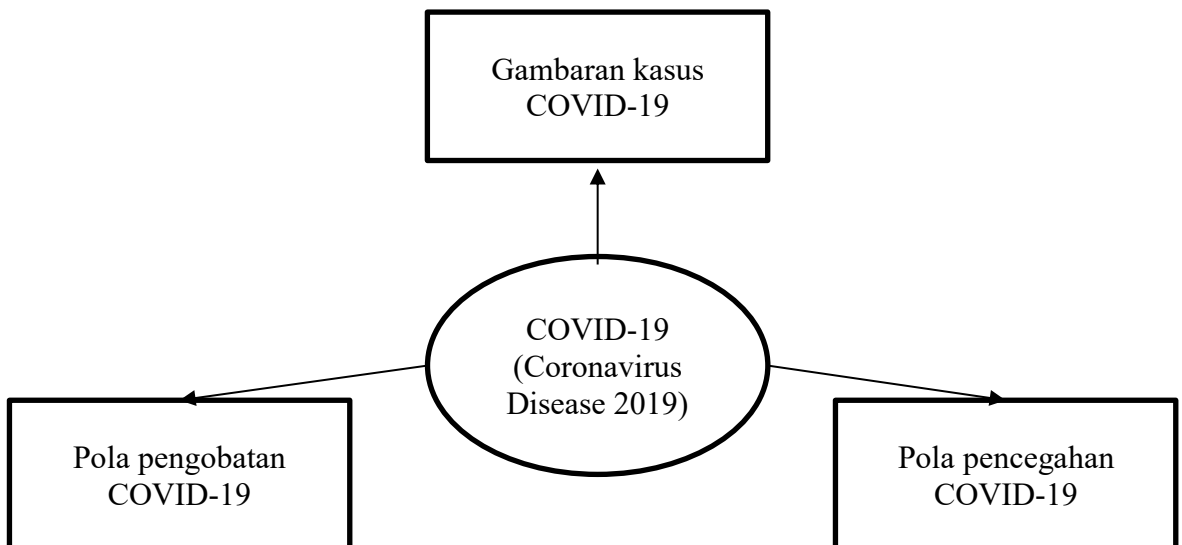 Gambaran kasus
COVID-19
COVID-19
(Coronavirus
Disease 2019)
Pola pengobatan
COVID-19
Pola pencegahan
COVID-19